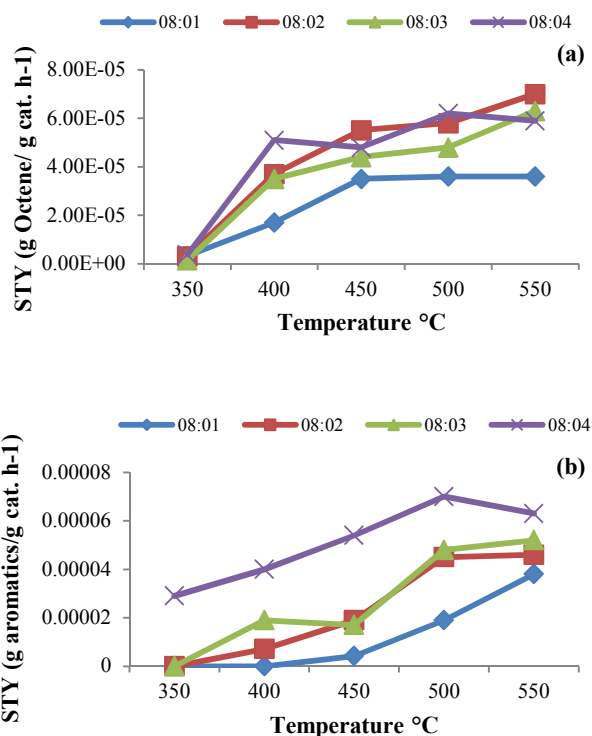 08:01 08:02 08:03 08:04
(a)
8.00E-05
6.00E-05
4.00E-05
2.00E-05
0.00E+00
STY (g Octene/ g cat. h-1)
350 400 450 500 550
Temperature °C
08:01 08:02 08:03 08:04
(b)
0.00008
0.00006
0.00004
0.00002
0
STY (g aromatics/g cat. h-1)
350 400 450 500 550
Temperature °C